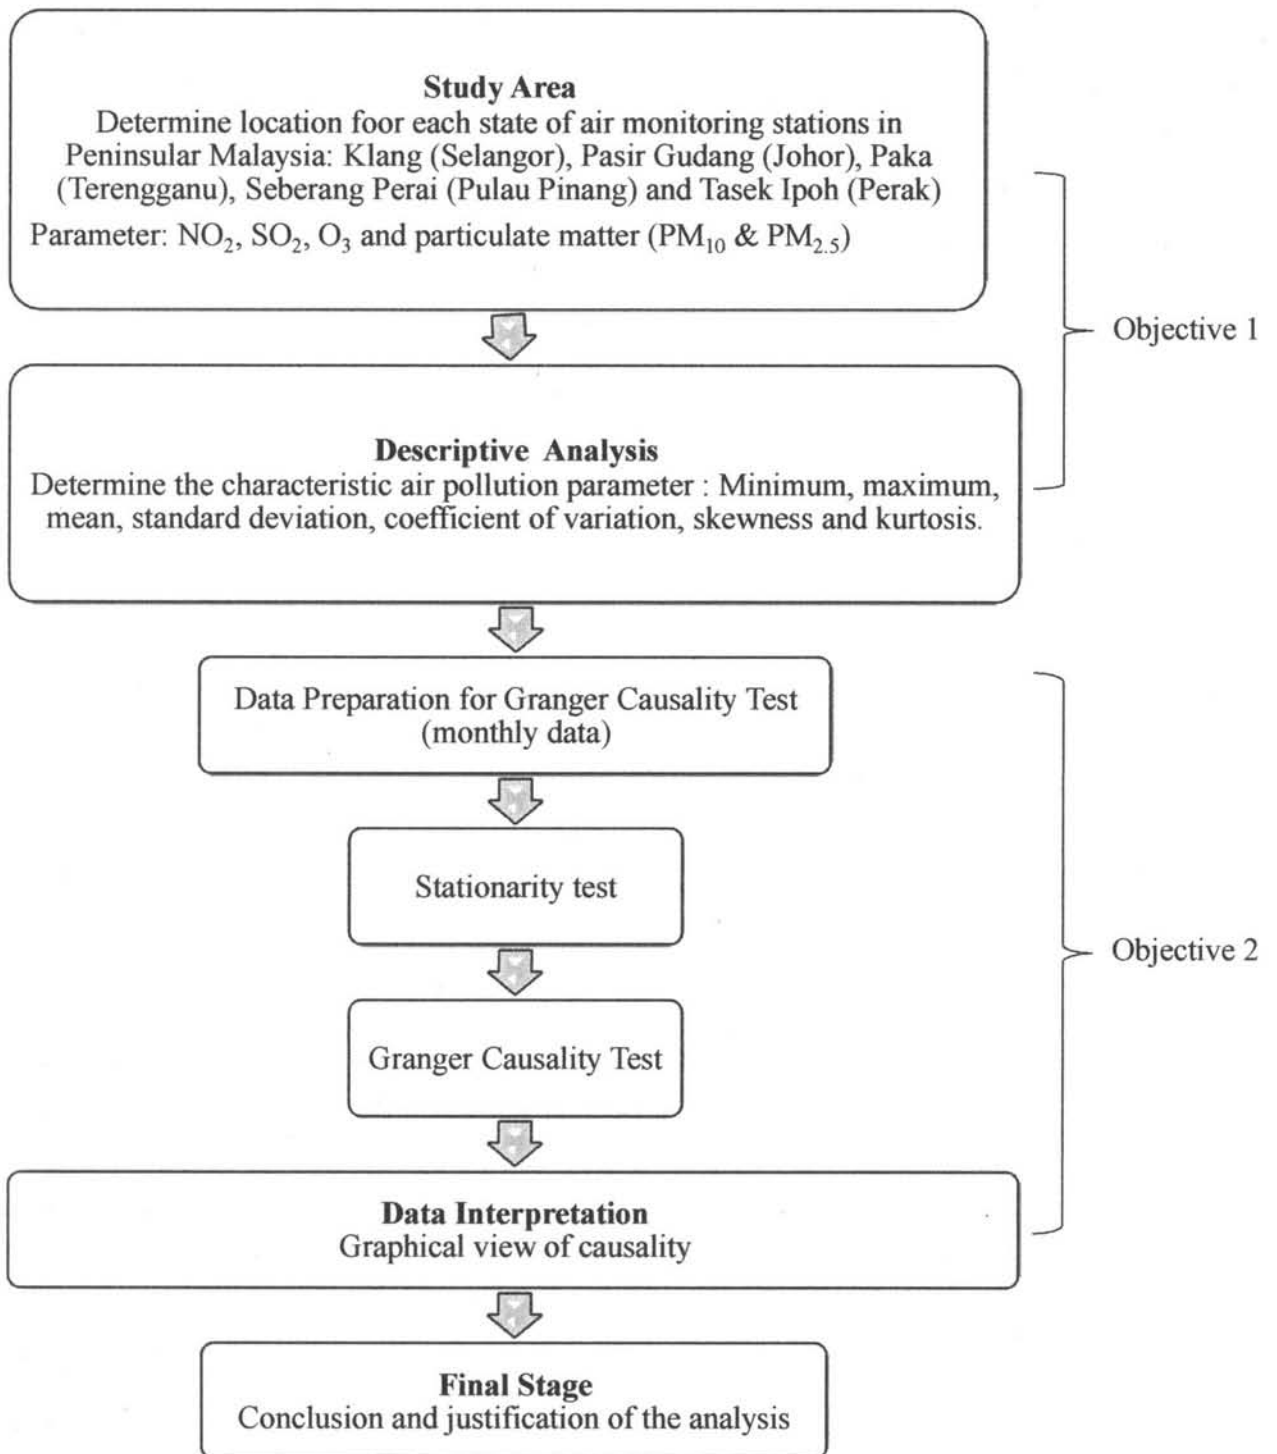 Study Area
Determine location foor each state of air monitoring stations in
Peninsular Malaysia: Klang (Selangor), Pasir Gudang (Johor), Paka
(Terengganu), Seberang Perai (Pulau Pinang) and Tasek Ipoh (Perak)
Parameter: NO₂, SO₂, O₃ and particulate matter (PM₁₀ & PM₂.₅)
Objective 1
Descriptive Analysis
Determine the characteristic air pollution parameter : Minimum, maximum,
mean, standard deviation, coefficient of variation, skewness and kurtosis.
Data Preparation for Granger Causality Test
(monthly data)
Stationarity test
Objective 2
Granger Causality Test
Data Interpretation
Graphical view of causality
Final Stage
Conclusion and justification of the analysis